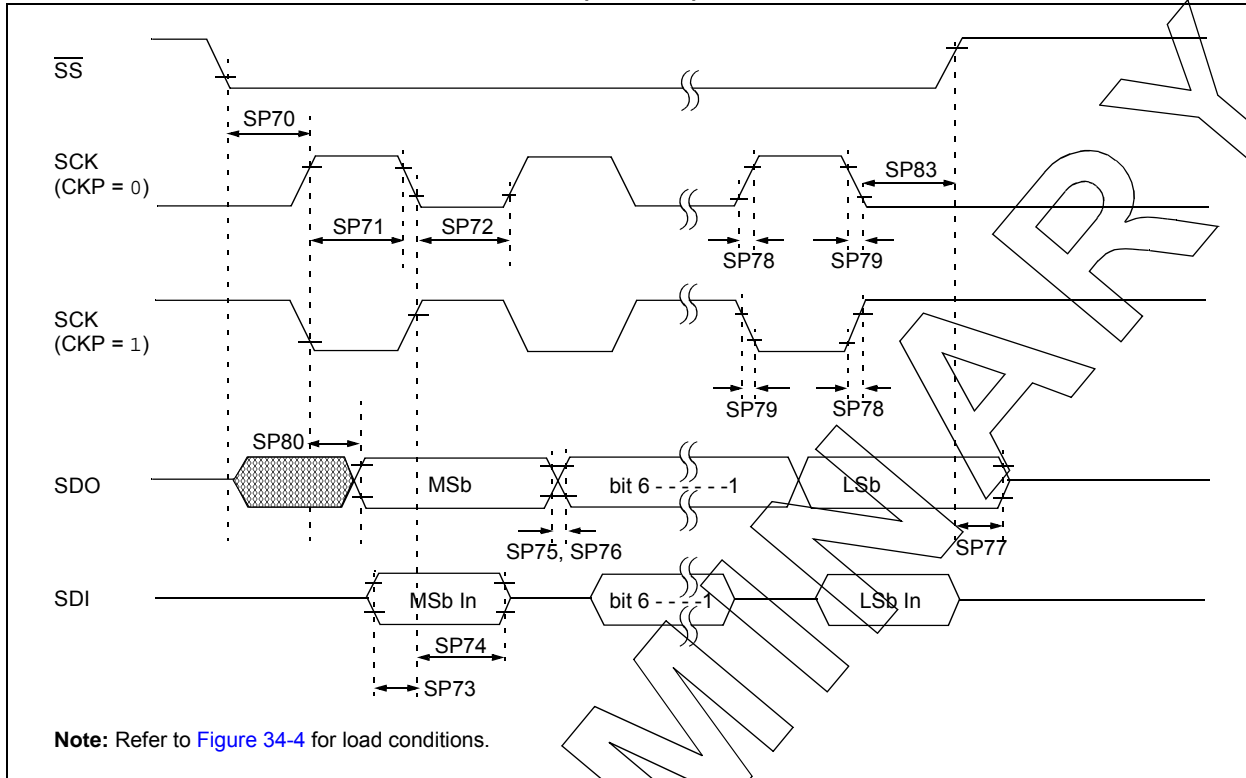 SS
SP70
SCK
(CKP = 0)
SP83
SP71
SP72
SP78
SP79
SCK
(CKP = 1)
SP79
SP78
SP80
SDO
MSb
bit 6 - - - - - -1
LSb
SP75, SP76
SP77
SDI
MSb In
bit 6 - - - -1
LSb In
SP74
SP73
Note: Refer to Figure 34-4 for load conditions.
MINARY